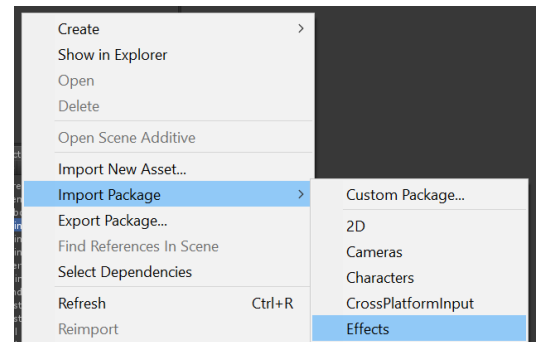 Create
Show in Explorer
Open
Delete
Open Scene Additive
Import New Asset...
Import Package
Export Package...
Find References In Scene
Select Dependencies
Refresh Ctrl+R
Reimport
Custom Package...
2D
Cameras
Characters
CrossPlatformInput
Effects